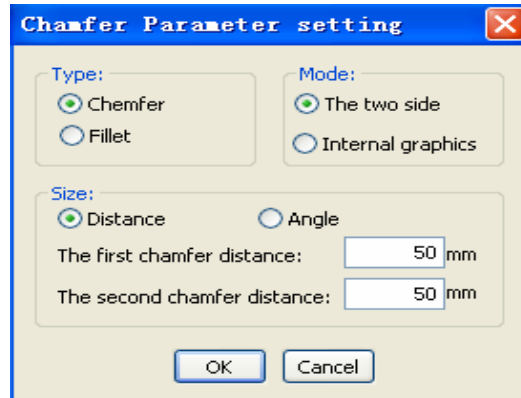 Chamfer Parameter setting
Type:
Chemfer
Fillet
Mode:
The two side
Internal graphics
Size:
Distance
Angle
The first chamfer distance: 50 mm
The second chamfer distance: 50 mm
OK
Cancel